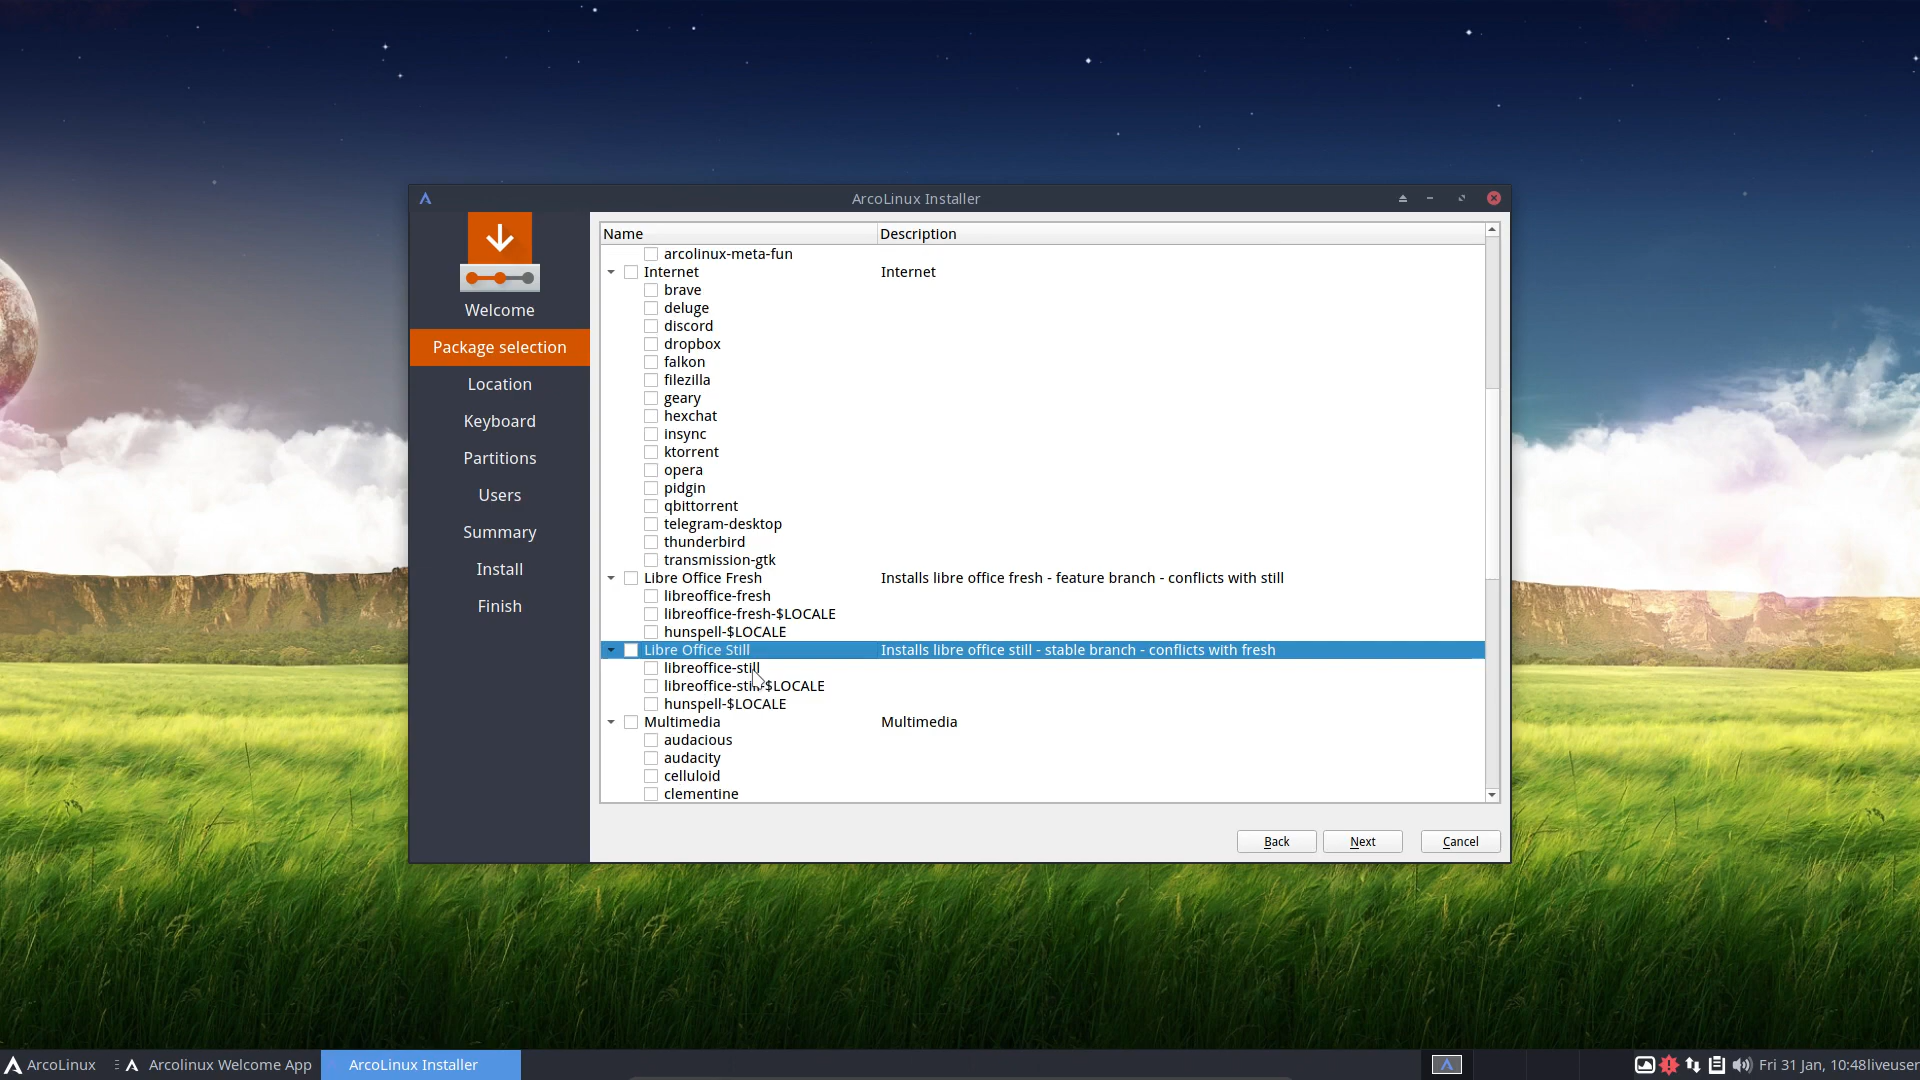 ArcoLinux Installer
Welcome
Package selection
Location
Keyboard
Partitions
Users
Summary
Install
Finish
Name Description
arcolinux-meta-fun
Internet Internet
brave
deluge
discord
dropbox
falkon
filezilla
geary
hexchat
insync
ktorrent
opera
pidgin
qbittorrent
telegram-desktop
thunderbird
transmission-gtk
Libre Office Fresh Installs libre office fresh - feature branch - conflicts with still
libreoffice-fresh
libreoffice-fresh-$LOCALE
hunspell-$LOCALE
Libre Office Still Installs libre office still - stable branch - conflicts with fresh
libreoffice-still
libreoffice-still-$LOCALE
hunspell-$LOCALE
Multimedia Multimedia
audacious
audacity
celluloid
clementine
Back Next Cancel
ArcoLinux Arcolinux Welcome App ArcoLinux Installer Fri 31 Jan, 10:48liveuser